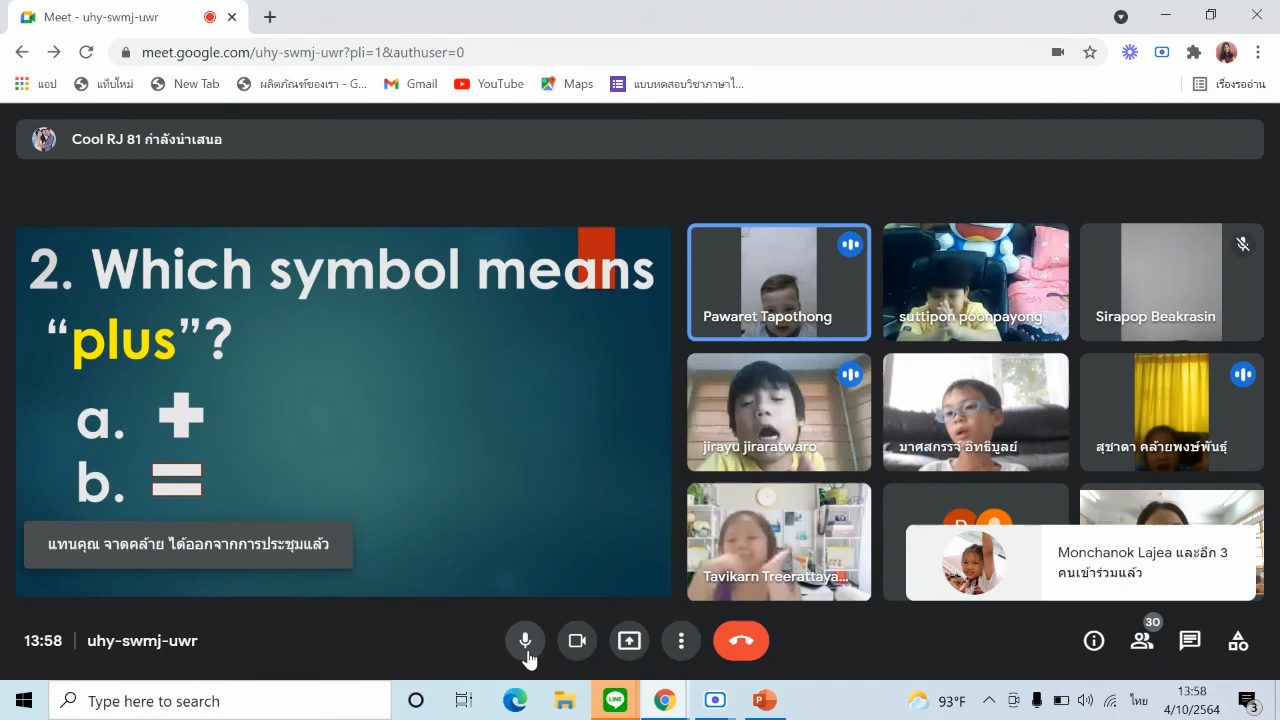 Meet - uhy-swmj-uwr
meet.google.com/uhy-swmj-uwr?pli=1&authuser=0
แอป
แท็บใหม่
New Tab
ผลิตภัณฑ์ของเรา - G...
Gmail
YouTube
Maps
แบบทดสอบวิชาภาษาไ...
เรื่องรออ่าน
Cool RJ 81 กำลังนำเสนอ
2. Which symbol means
“plus”?
a. +
b. =
แทนคุณ จาดคล้าย ได้ออกจากการประชุมแล้ว
Pawaret Tapothong
suttipon poonpayong
Sirapop Beakrasin
jirayu jiraratwaro
มาศสกรรจ์ อิทธิบูลย์
สุชาดา คล้ายพงษ์พันธุ์
Tavikarn Treerattaya...
Monchanok Lajea และอีก 3
คนเข้าร่วมแล้ว
13:58
uhy-swmj-uwr
30
Type here to search
LINE
93°F
ไทย
13:58
4/10/2564
3